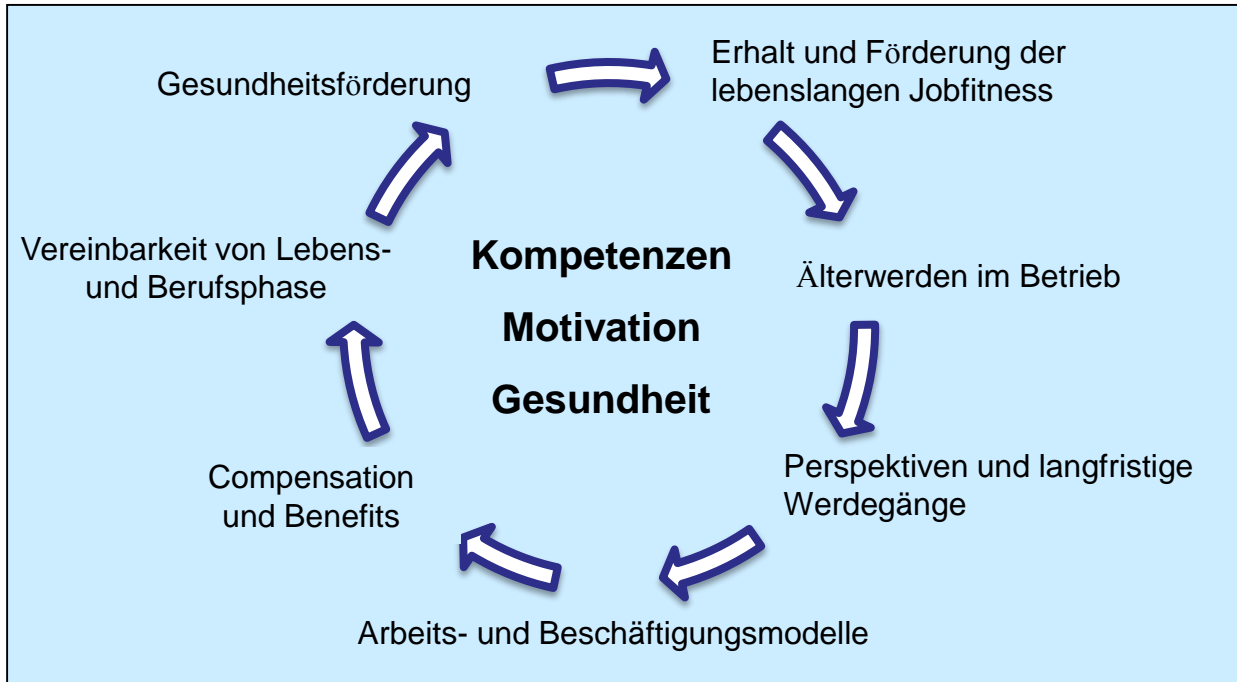 Gesundheitsförderung
Erhalt und Förderung der
lebenslangen Jobfitness
Älterwerden im Betrieb
Perspektiven und langfristige
Werdegänge
Arbeits- und Beschäftigungsmodelle
Compensation
und Benefits
Vereinbarkeit von Lebens-
und Berufsphase
Kompetenzen
Motivation
Gesundheit